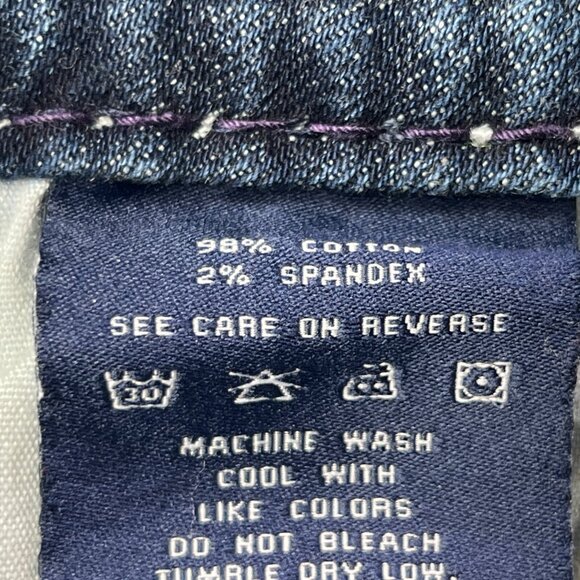 98% COTTON
2% SPANDEX
SEE CARE ON REVERSE
30
MACHINE WASH
COOL WITH
LIKE COLORS
DO NOT BLEACH
TUMBLE DRY LOW.